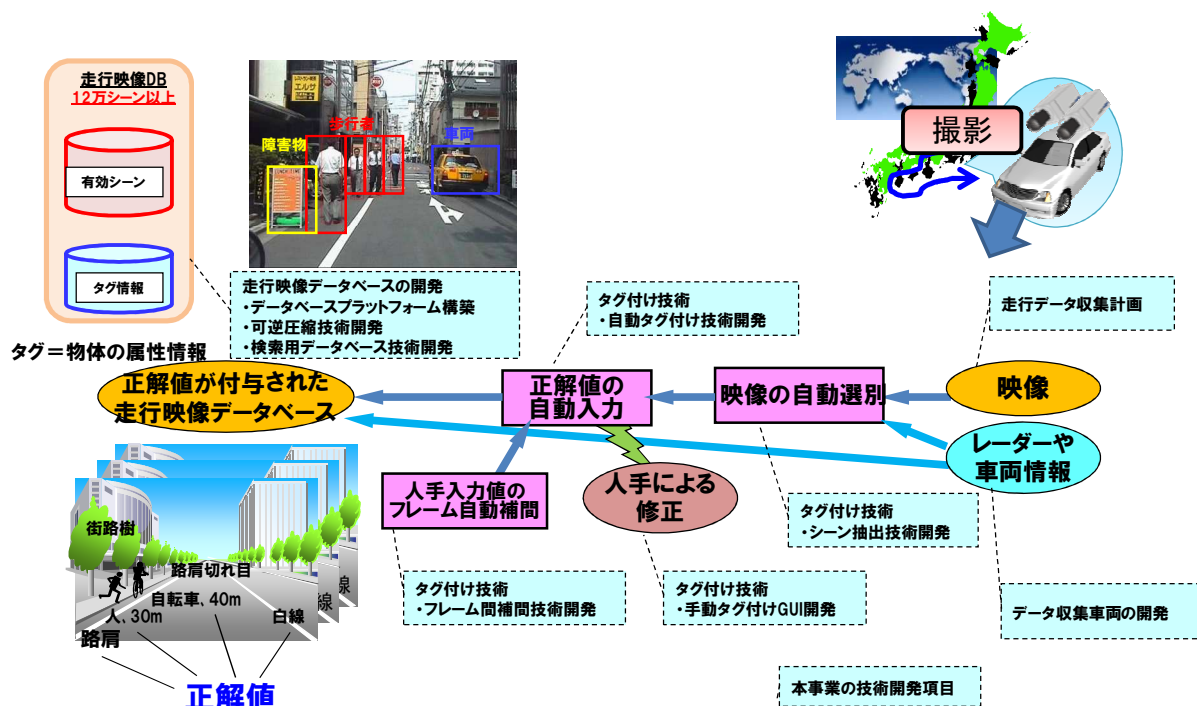 走行映像DB
12万シーン以上
有効シーン
タグ情報
タグ=物体の属性情報
レストラン・喫茶
エルザ
障害物
歩行者
車両
撮影
走行映像データベースの開発
・データベースプラットフォーム構築
・可逆圧縮技術開発
・検索用データベース技術開発
タグ付け技術
・自動タグ付け技術開発
走行データ収集計画
正解値が付与された
走行映像データベース
正解値の
自動入力
映像の自動選別
映像
レーダーや
車両情報
人手入力値の
フレーム自動補間
人手による
修正
タグ付け技術
・シーン抽出技術開発
タグ付け技術
・フレーム間補間技術開発
タグ付け技術
・手動タグ付けGUI開発
データ収集車両の開発
街路樹
路肩切れ目
自転車、40m
人、30m
白線
線
線
路肩
正解値
本事業の技術開発項目